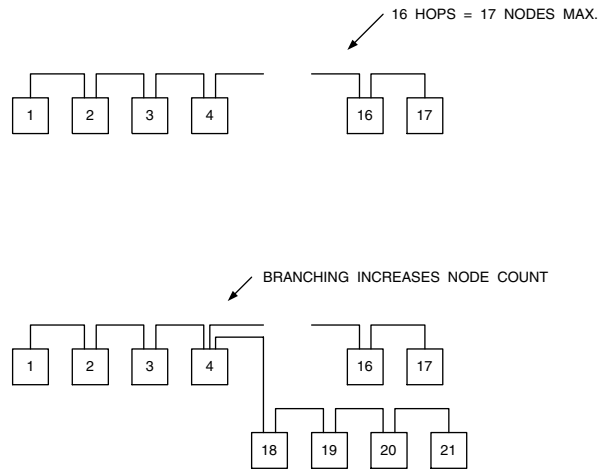 16 HOPS = 17 NODES MAX.
1 2 3 4 16 17
BRANCHING INCREASES NODE COUNT
1 2 3 4 16 17
18 19 20 21